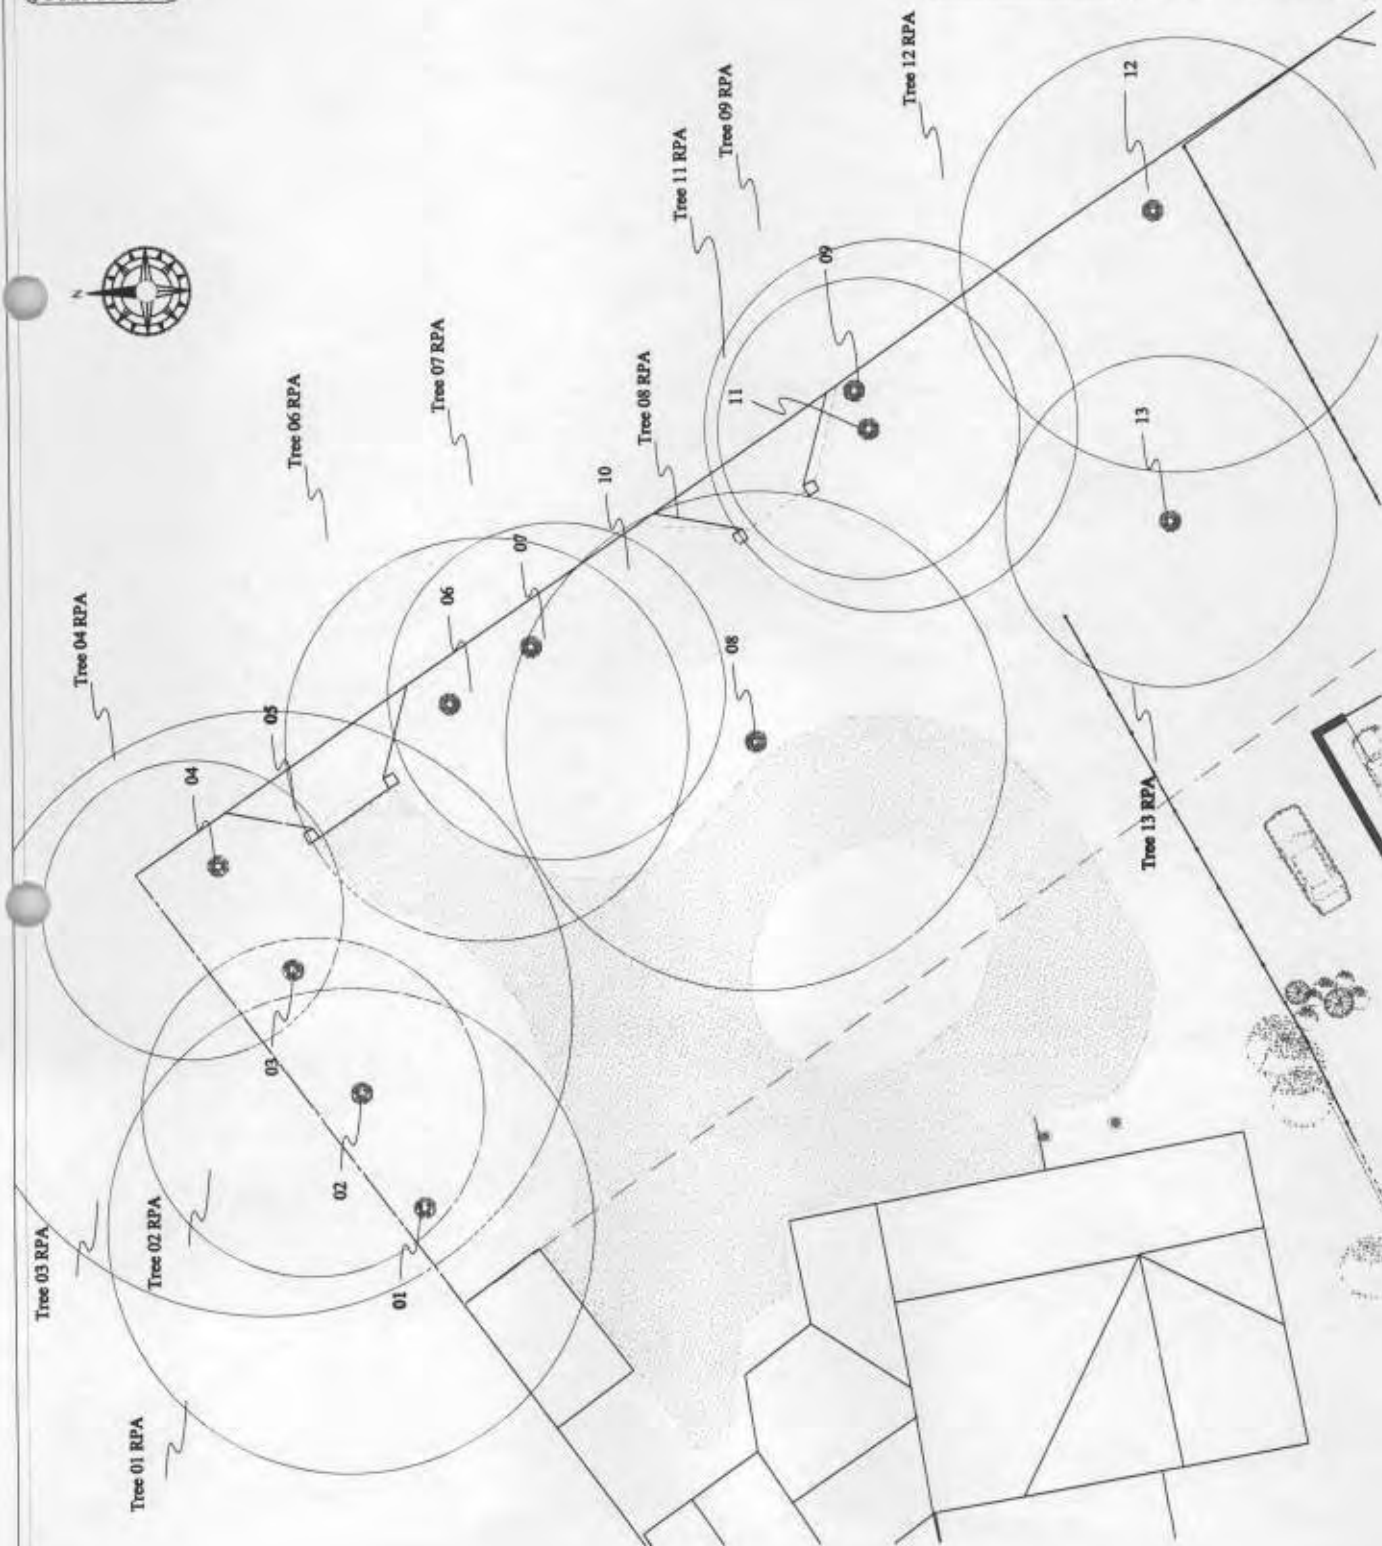 Tree 12 RPA
12
Tree 09 RPA
Tree 11 RPA
09
N
Tree 07 RPA
Tree 06 RPA
Tree 08 RPA
11
13
10
07
06
Tree 04 RPA
08
05
04
Tree 13 RPA
03
02
Tree 02 RPA
Tree 03 RPA
01
Tree 01 RPA